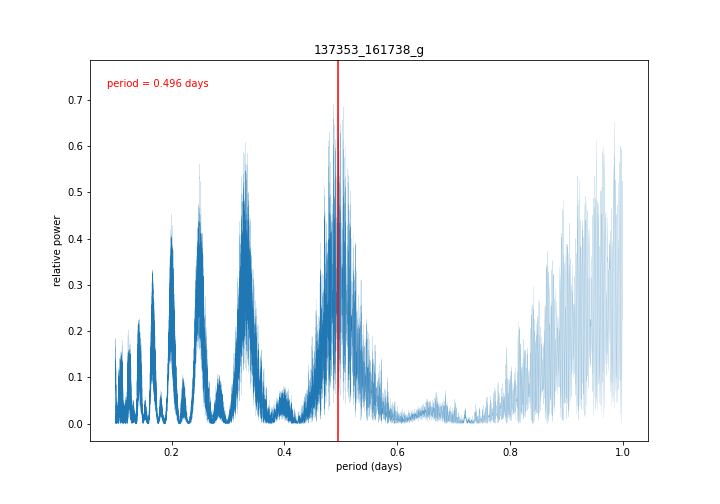 137353_161738_g
period = 0.496 days
0.7
0.6
0.5
0.4
0.3
0.2
0.1
0.0
relative power
0.2 0.4 0.6 0.8 1.0
period (days)